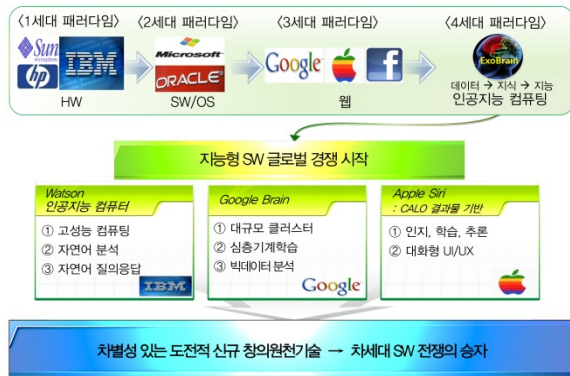 〈1세대 패러다임〉
〈2세대 패러다임〉
〈3세대 패러다임〉
〈4세대 패러다임〉
Sun
hp
IBM
Microsoft
ORACLE
Google
f
ExoBrain
HW
SW/OS
웹
데이터 → 지식 → 지능
인공지능 컴퓨팅
지능형 SW 글로벌 경쟁 시작
Watson
인공지능 컴퓨터
① 고성능 컴퓨팅
② 자연어 분석
③ 자연어 질의응답
IBM
Google Brain
① 대규모 클러스터
② 심층기계학습
③ 빅데이터 분석
Google
Apple Siri
: CALO 결과물 기반
① 인지, 학습, 추론
② 대화형 UI/UX
차별성 있는 도전적 신규 창의원천기술 → 차세대 SW 전쟁의 승자